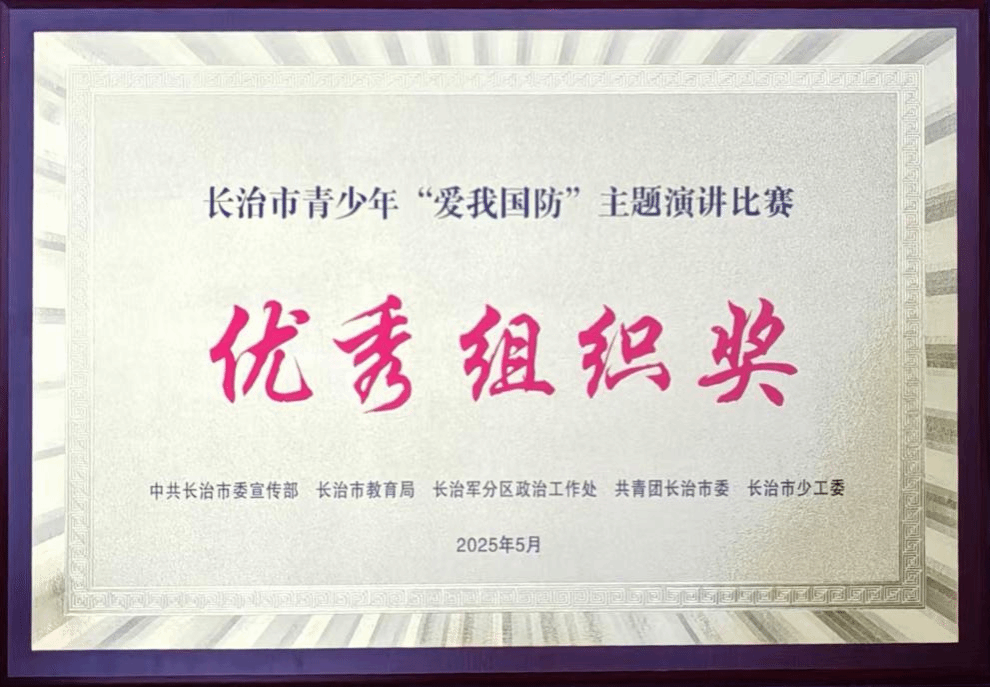 长治市青少年“爱我国防”主题演讲比赛
优秀组织奖
中共长治市委宣传部 长治市教育局 长治军分区政治工作处 共青团长治市委 长治市少工委
2025年5月